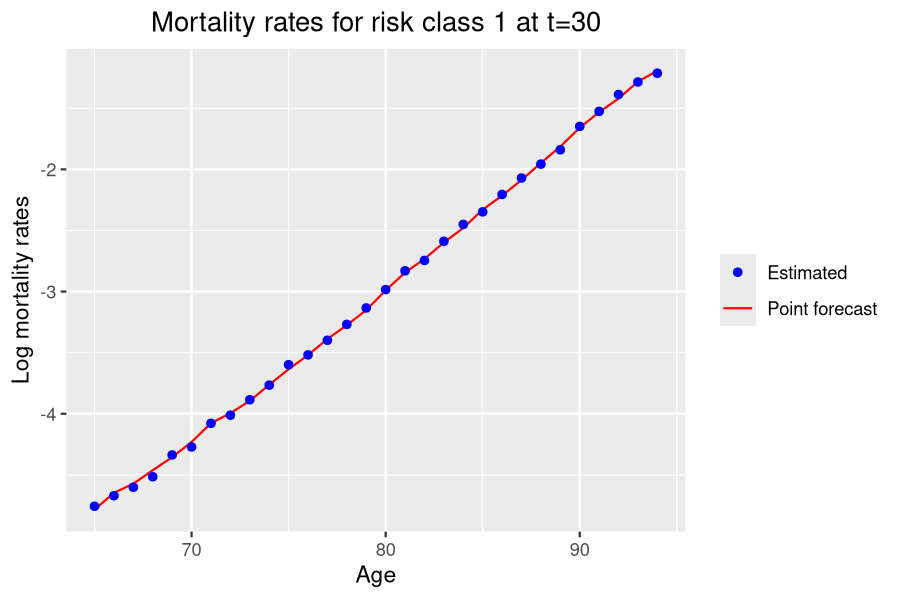 Mortality rates for risk class 1 at t=30
Log mortality rates
-2
-3
-4
70
80
90
Age
Estimated
Point forecast